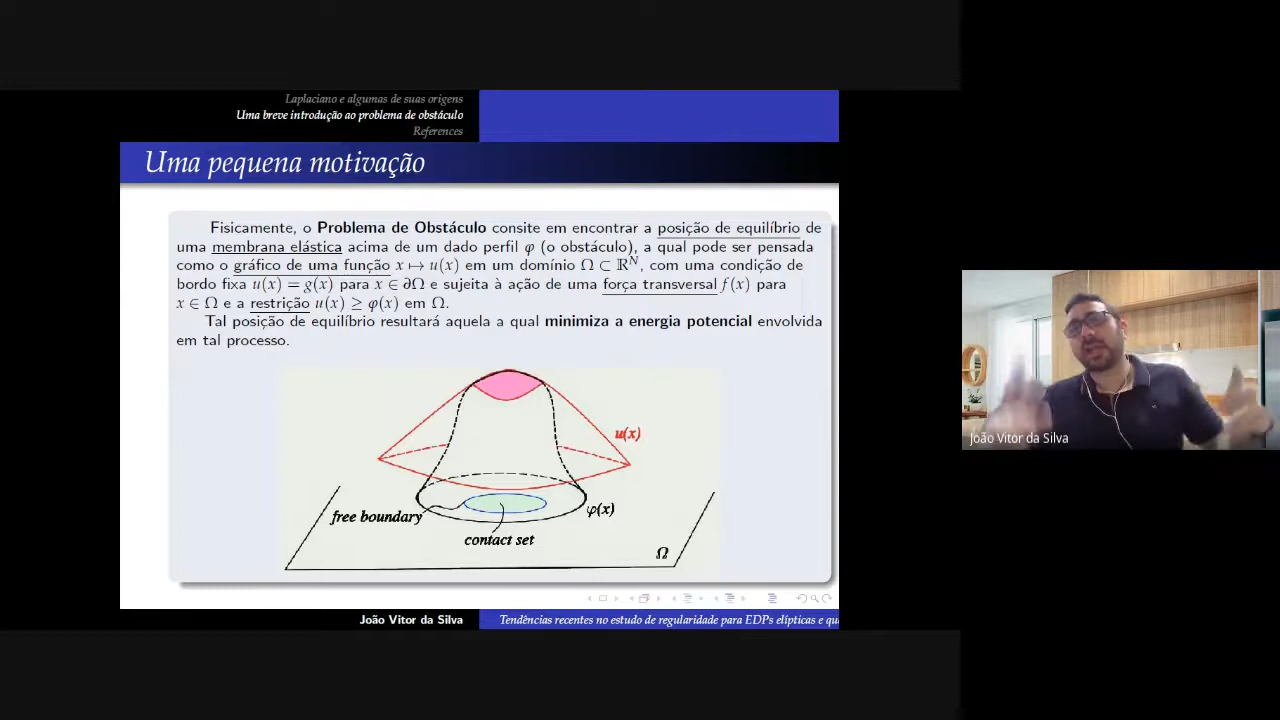 Laplaciano e algumas de suas origens
Uma breve introdução ao problema de obstáculo
References
Uma pequena motivação
Fisicamente, o Problema de Obstáculo consite em encontrar a posição de equilíbrio de
uma membrana elástica acima de um dado perfil φ (o obstáculo), a qual pode ser pensada
como o gráfico de uma função x ↦ u(x) em um domínio Ω ⊂ ℝᴺ, com uma condição de
bordo fixa u(x) = g(x) para x ∈ ∂Ω e sujeita à ação de uma força transversal f(x) para
x ∈ Ω e a restrição u(x) ≥ φ(x) em Ω.
Tal posição de equilíbrio resultará aquela a qual minimiza a energia potencial envolvida
em tal processo.
u(x)
φ(x)
free boundary
contact set
Ω
João Vitor da Silva
Tendências recentes no estudo de regularidade para EDPs elípticas e qu
João Vitor da Silva